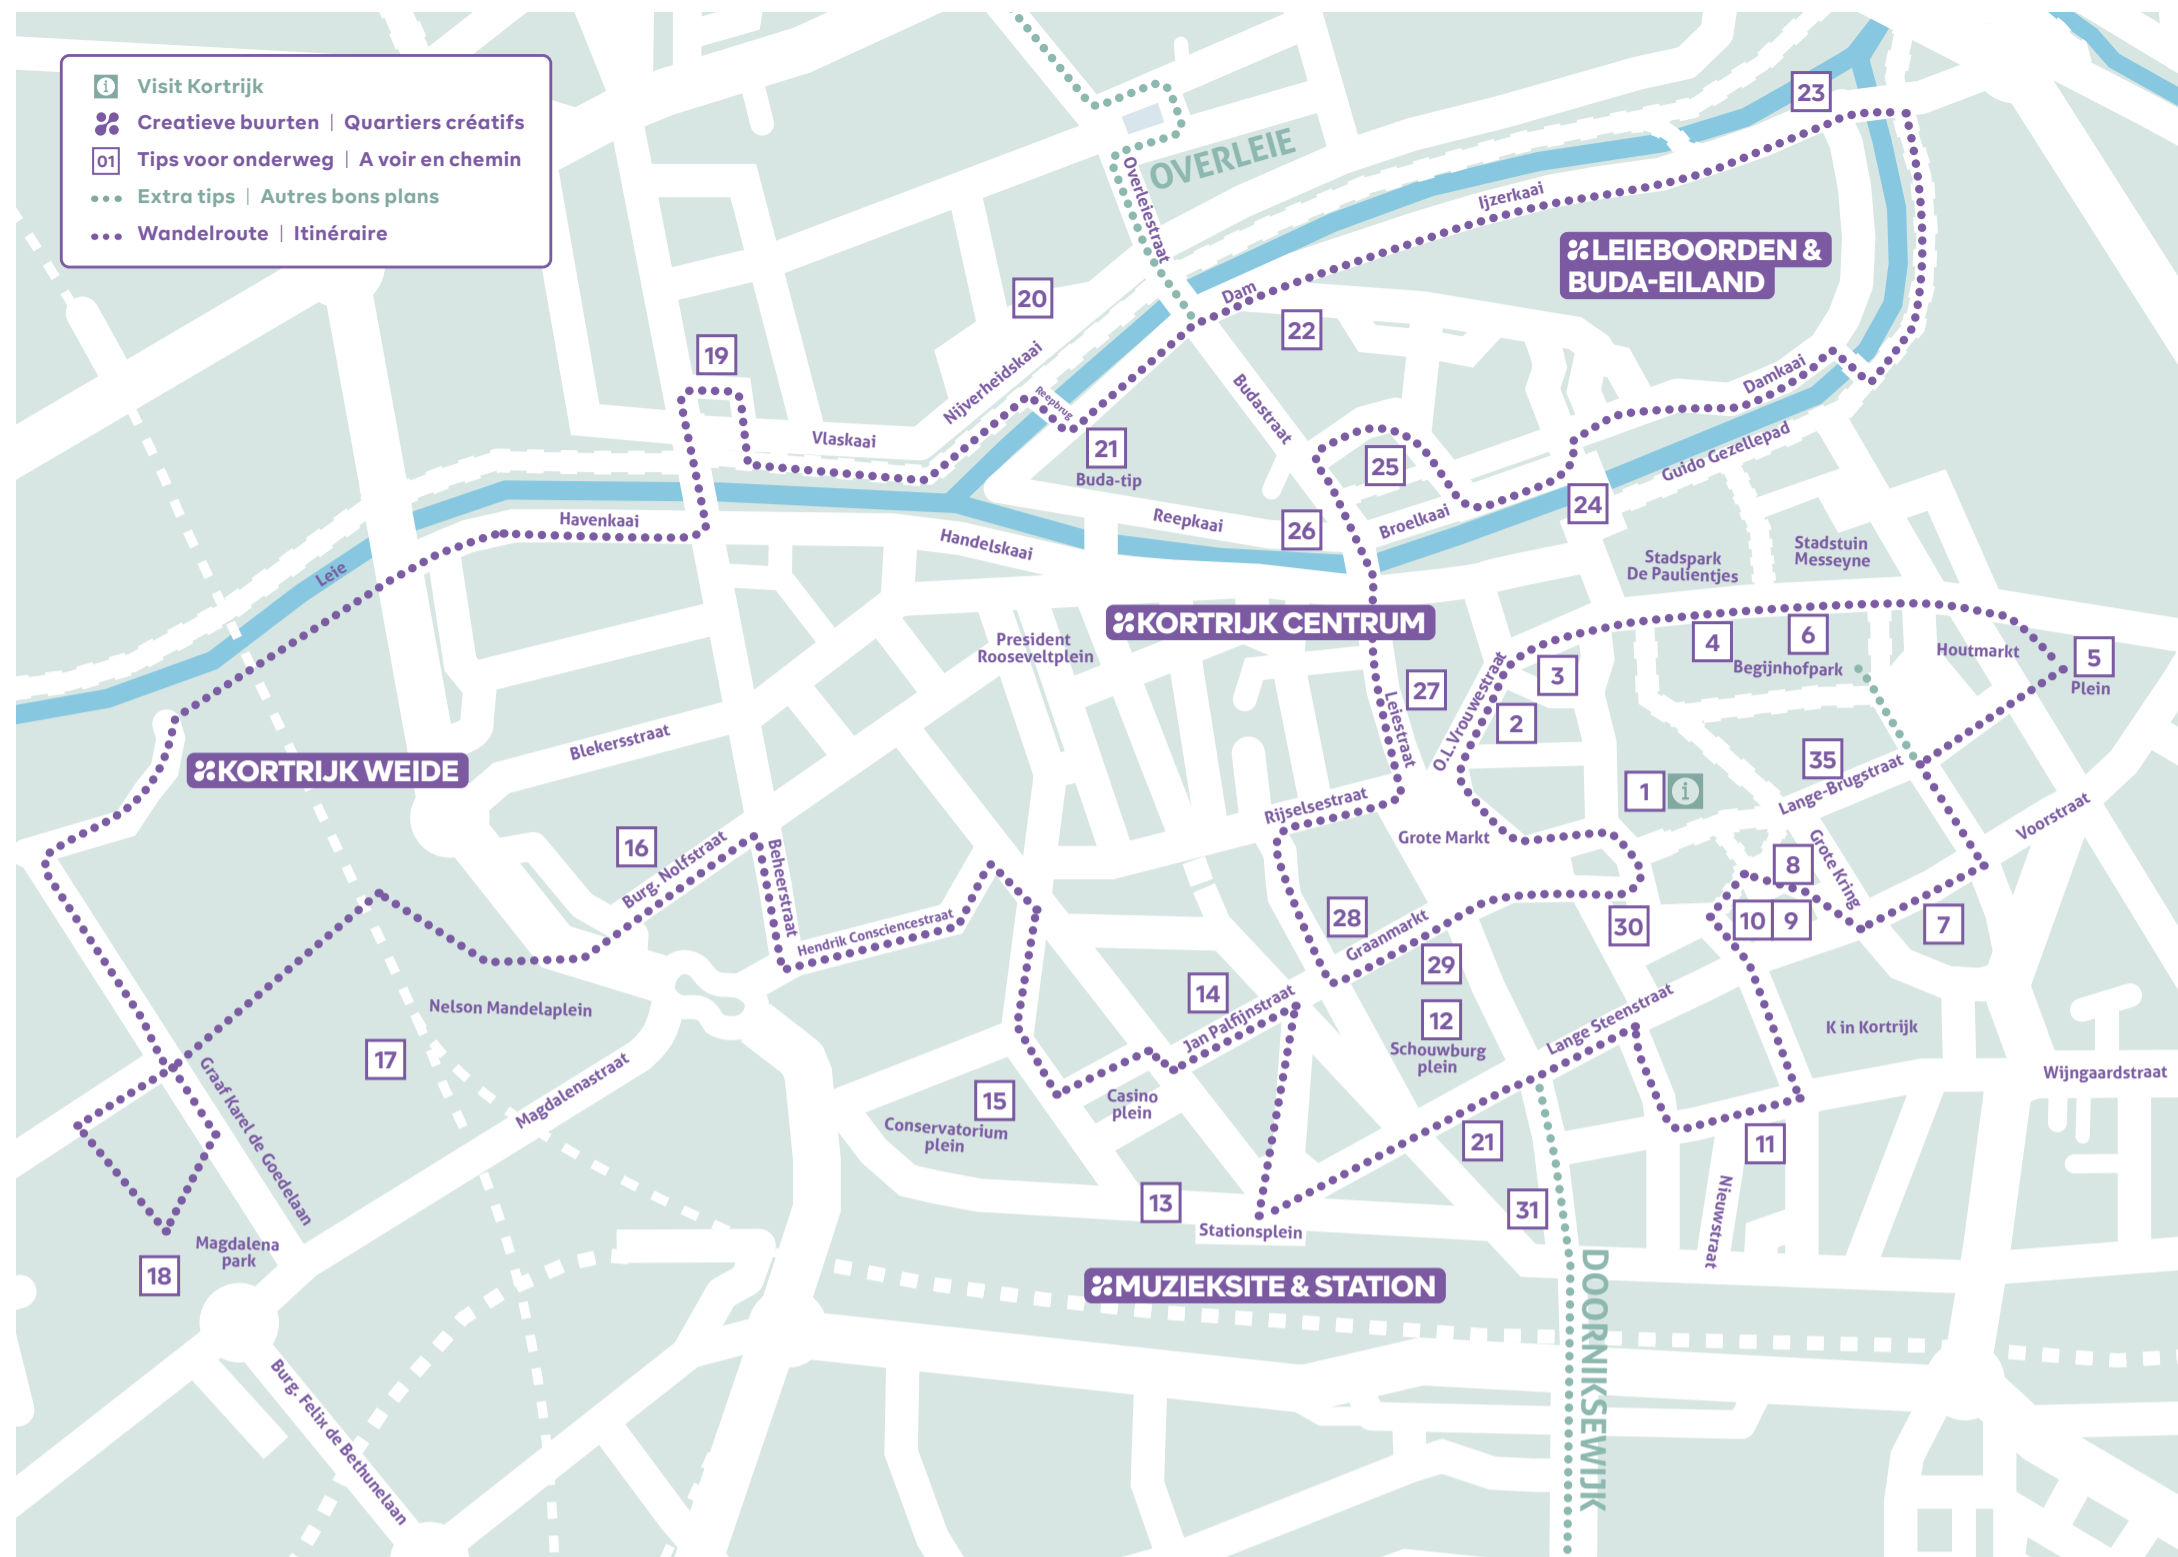 Visit Kortrijk
Creatieve buurten | Quartiers créatifs
01 Tips voor onderweg | A voir en chemin
Extra tips | Autres bons plans
Wandelroute | Itinéraire
23
OVERLEIE
Overleiestraat
Ijzerkaai
LEIEBOORDEN &
BUDA-EILAND
20
Dam
22
19
Nijverheidskaai
Reepbrug
Budastraat
Damkaai
Vlaskaai
21
Buda-tip
25
Guido Gezellepad
24
Havenkaai
Reepkaai
26
Broelkaai
Handelskaai
Stadspark
De Paulientjes
Stadstuin
Messeyne
Leie
KORTRIJK CENTRUM
President
Rooseveltplein
4
6
Begijnhofpark
Houtmarkt
5
Plein
27
Leiestraat
O.L.Vrouwestraat
3
2
Blekersstraat
KORTRIJK WEIDE
35
Lange-Brugstraat
1
Rijselsestraat
Grote Markt
Voorstraat
16
Burg. Nolfstraat
Beheerstraat
Grote Kring
8
Hendrik Consciencestraat
28
Graanmarkt
30
10
9
7
29
14
Jan Palfijnstraat
Nelson Mandelaplein
12
Schouwburg
plein
Lange Steenstraat
K in Kortrijk
17
Graaf Karel de Goedelaan
Magdalenastraat
Wijngaardstraat
15
Conservatorium
plein
Casino
plein
21
11
13
Stationsplein
31
Nieuwstraat
Magdalena
park
18
MUZIEKSITE & STATION
DOORNIKSEWIJK
Burg. Felix de Bethunelaan